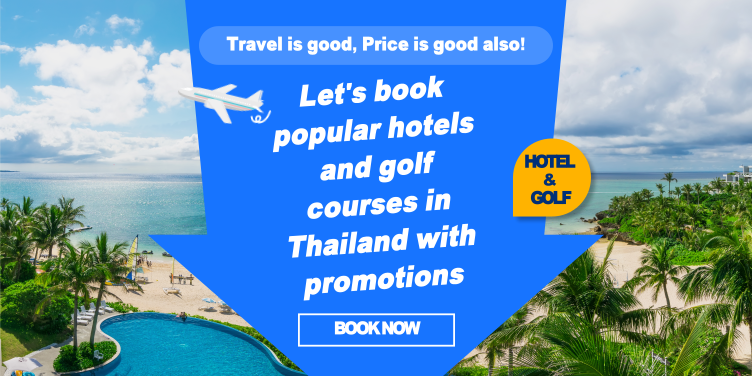 Travel is good, Price is good also!
Let's book
popular hotels
and golf
courses in
Thailand with
promotions
HOTEL
&
GOLF
BOOK NOW